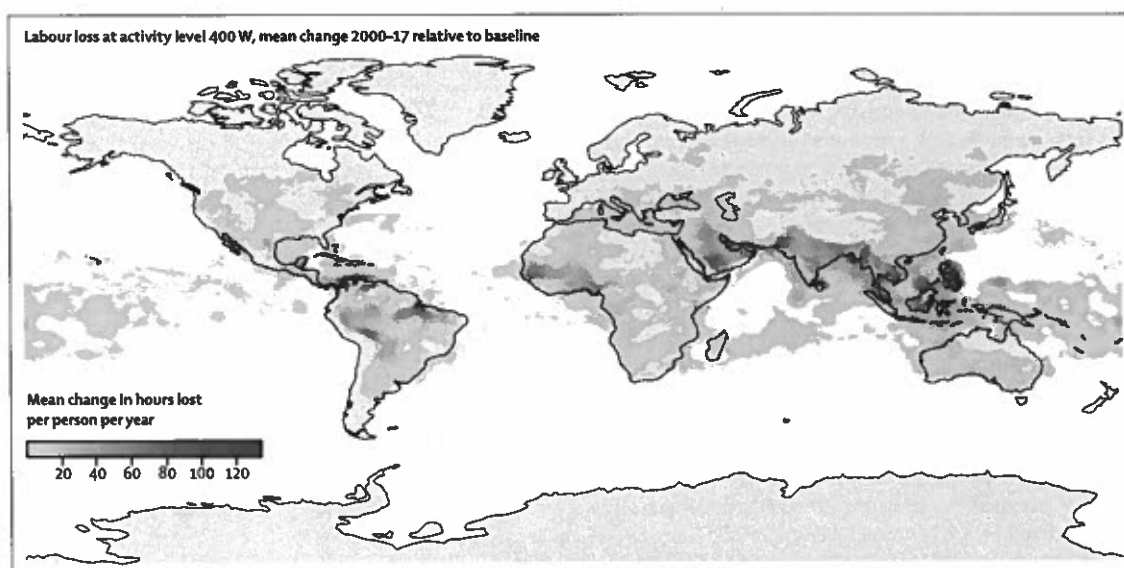 Labour loss at activity level 400 W, mean change 2000–17 relative to baseline
Mean change in hours lost
per person per year
20 40 60 80 100 120